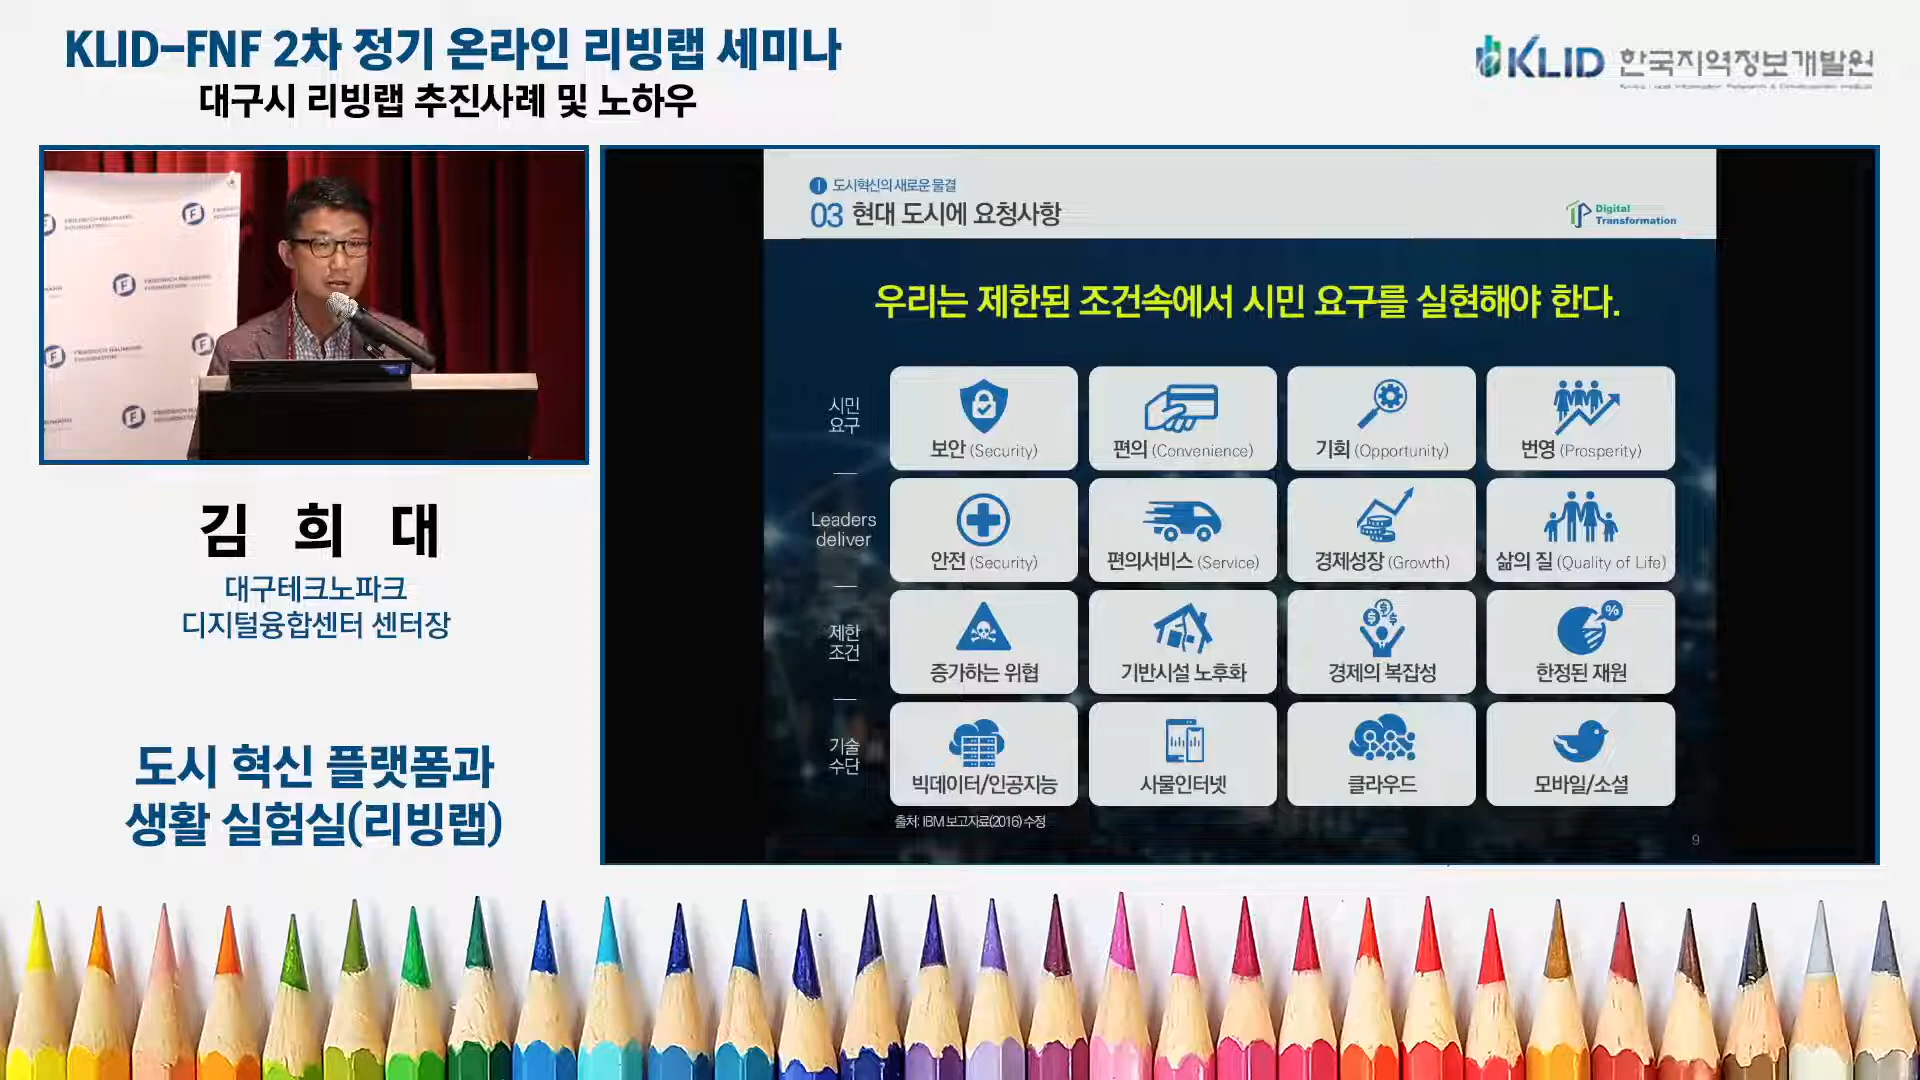 KLID-FNF 2차 정기 온라인 리빙랩 세미나
대구시 리빙랩 추진사례 및 노하우
KLID 한국지역정보개발원
FRIEDRICH NAUMANN
FOUNDATION
김 희 대
대구테크노파크
디지털융합센터 센터장
도시 혁신 플랫폼과
생활 실험실(리빙랩)
I 도시혁신의 새로운 물결
03 현대 도시에 요청사항
Digital
Transformation
우리는 제한된 조건속에서 시민 요구를 실현해야 한다.
시민
요구
보안 (Security)
편의 (Convenience)
기회 (Opportunity)
번영 (Prosperity)
Leaders
deliver
안전 (Security)
편의서비스 (Service)
경제성장 (Growth)
삶의 질 (Quality of Life)
제한
조건
증가하는 위협
기반시설 노후화
경제의 복잡성
한정된 재원
기술
수단
빅데이터/인공지능
사물인터넷
클라우드
모바일/소셜
출처: IBM 보고자료(2016) 수정
9